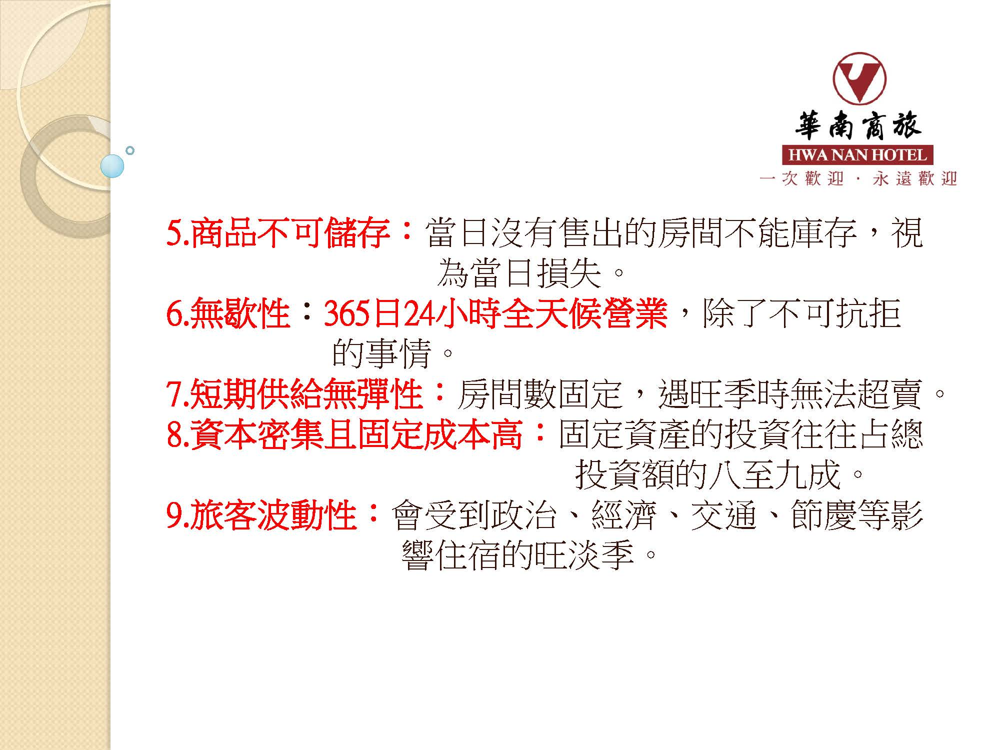 華南商旅
HWA NAN HOTEL
一次歡迎．永遠歡迎
5.商品不可儲存：當日沒有售出的房間不能庫存，視
為當日損失。
6.無歇性：365日24小時全天候營業，除了不可抗拒
的事情。
7.短期供給無彈性：房間數固定，遇旺季時無法超賣。
8.資本密集且固定成本高：固定資產的投資往往占總
投資額的八至九成。
9.旅客波動性：會受到政治、經濟、交通、節慶等影
響住宿的旺淡季。